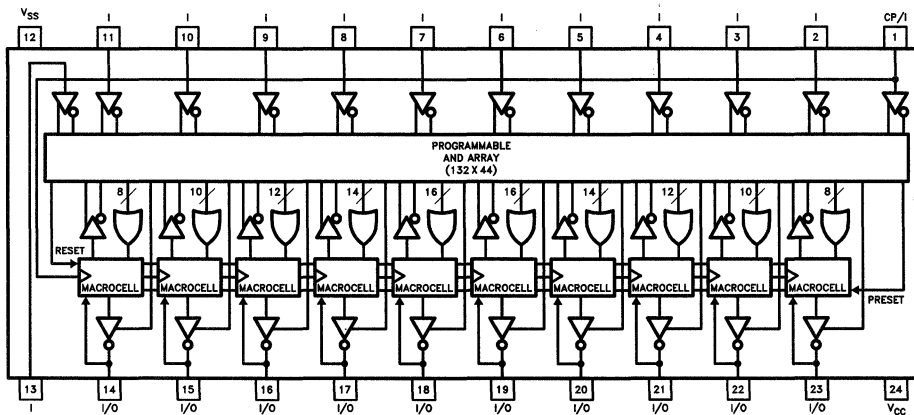 VSS I I I I I I I I I I CP/I
12 11 10 9 8 7 6 5 4 3 2 1
PROGRAMMABLE
AND ARRAY
(132 X 44)
8 10 12 14 16 16 14 12 10 8
RESET
MACROCELL MACROCELL MACROCELL MACROCELL MACROCELL MACROCELL MACROCELL MACROCELL MACROCELL MACROCELL
PRESET
13 14 15 16 17 18 19 20 21 22 23 24
I I/O I/O I/O I/O I/O I/O I/O I/O I/O I/O VCC